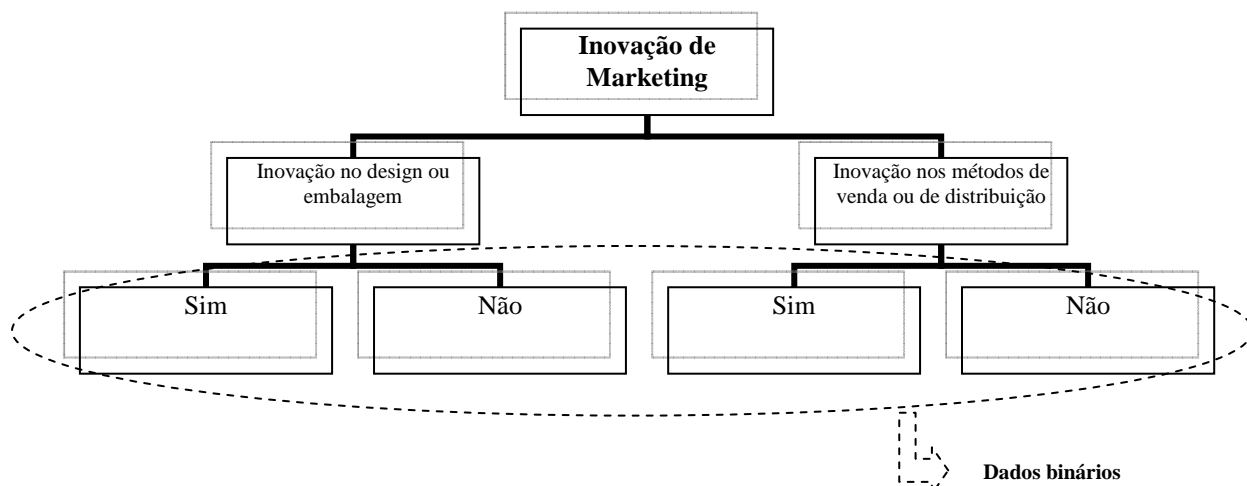 Inovação de
Marketing
Inovação no design ou
embalagem
Inovação nos métodos de
venda ou de distribuição
Sim
Não
Sim
Não
Dados binários